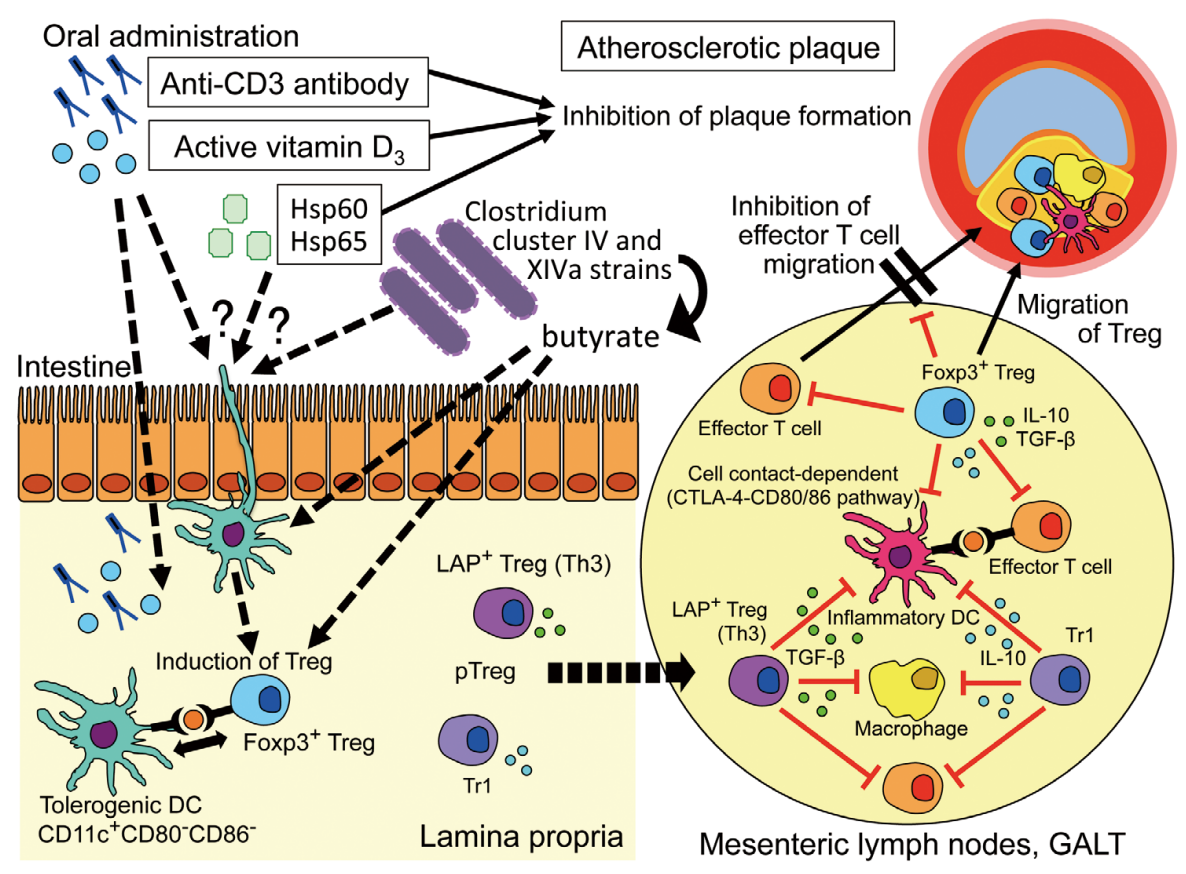 Oral administration
Anti-CD3 antibody
Active vitamin D₃
Hsp60
Hsp65
Atherosclerotic plaque
Inhibition of plaque formation
Clostridium
cluster IV and
XIVa strains
butyrate
?
?
Intestine
Inhibition of
effector T cell
migration
Migration
of Treg
Foxp3⁺ Treg
IL-10
TGF-β
Effector T cell
Cell contact-dependent
(CTLA-4-CD80/86 pathway)
Effector T cell
Inflammatory DC
LAP⁺ Treg
(Th3)
TGF-β
IL-10
Tr1
Macrophage
Mesenteric lymph nodes, GALT
LAP⁺ Treg (Th3)
pTreg
Tr1
Induction of Treg
Foxp3⁺ Treg
Tolerogenic DC
CD11c⁺CD80⁻CD86⁻
Lamina propria